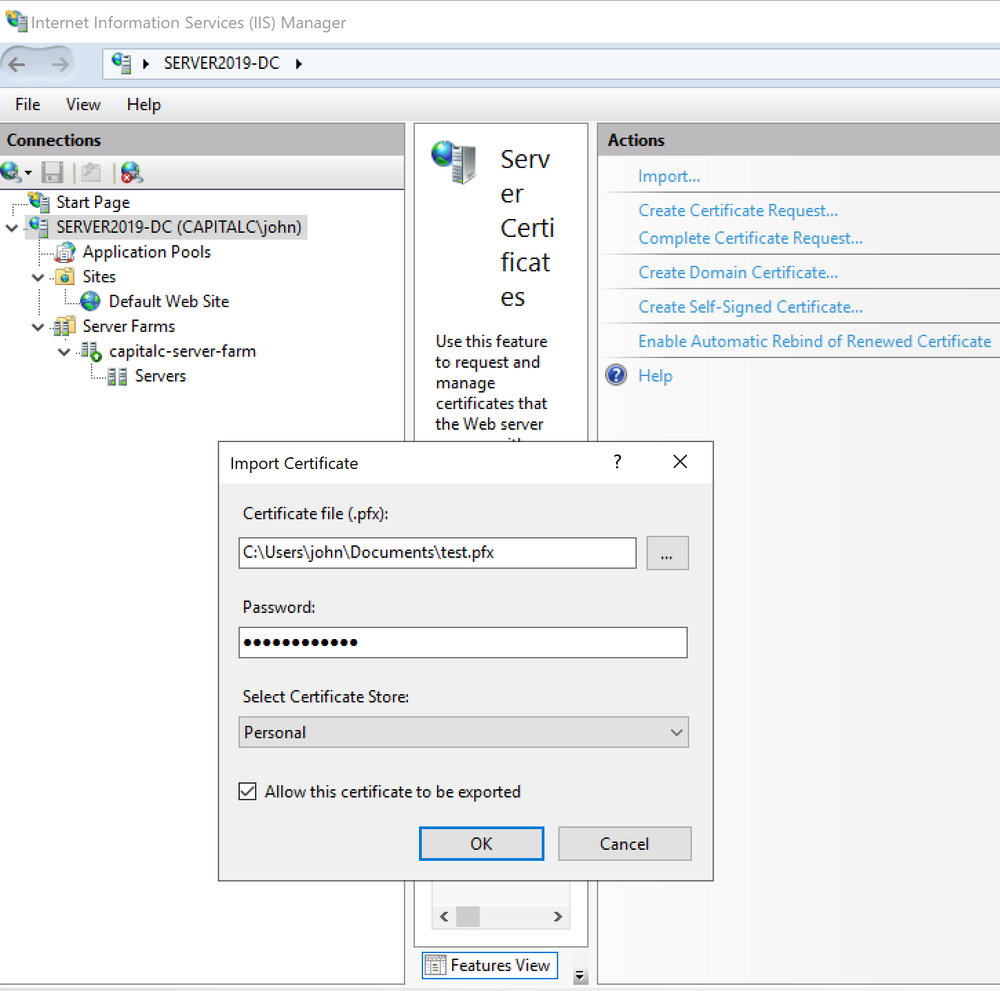 Internet Information Services (IIS) Manager
SERVER2019-DC
File View Help
Connections
Start Page
SERVER2019-DC (CAPITALC\john)
Application Pools
Sites
Default Web Site
Server Farms
capitalc-server-farm
Servers
Serv
er
Certi
ficat
es
Use this feature
to request and
manage
certificates that
the Web server
Actions
Import...
Create Certificate Request...
Complete Certificate Request...
Create Domain Certificate...
Create Self-Signed Certificate...
Enable Automatic Rebind of Renewed Certificate
? Help
Import Certificate
?
Certificate file (.pfx):
C:\Users\john\Documents\test.pfx
...
Password:
••••••••••••
Select Certificate Store:
Personal
Allow this certificate to be exported
OK Cancel
Features View